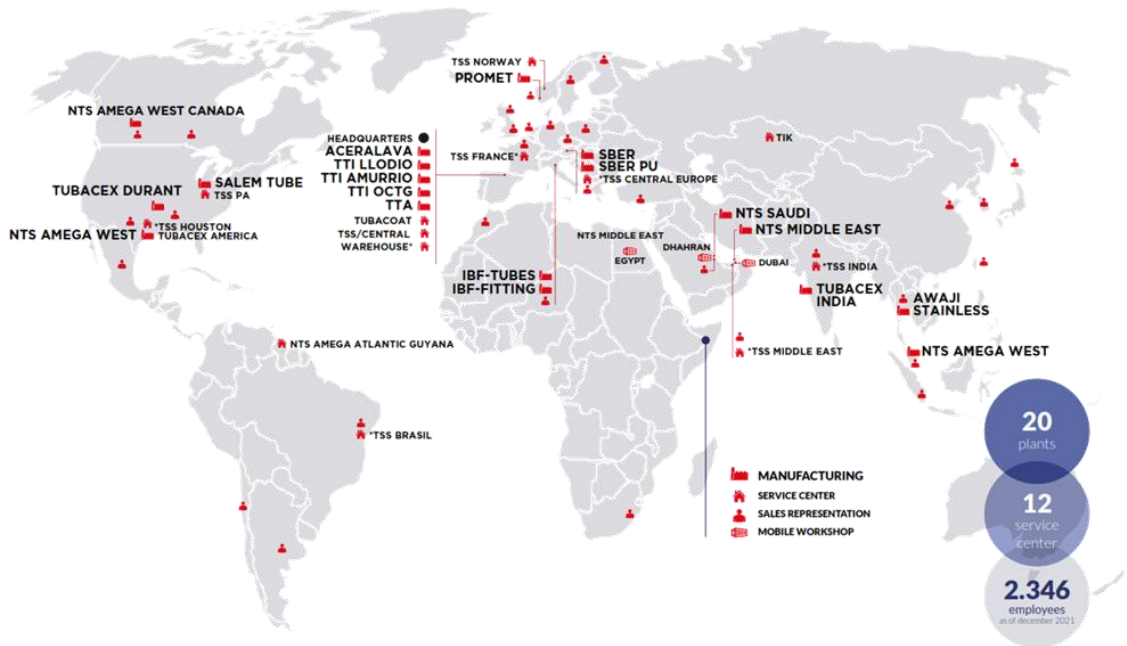 TSS NORWAY
PROMET
NTS AMEGA WEST CANADA
HEADQUARTERS
ACERALAVA
TTI LLODIO
TTI AMURRIO
TTI OCTG
TTA
TUBACOAT
TSS/CENTRAL
WAREHOUSE*
TSS FRANCE*
SBER
SBER PU
*TSS CENTRAL EUROPE
TIK
SALEM TUBE
TSS PA
TUBACEX DURANT
*TSS HOUSTON
NTS AMEGA WEST
TUBACEX AMERICA
NTS SAUDI
NTS MIDDLE EAST
NTS MIDDLE EAST
EGYPT
DHAHRAN
DUBAI
*TSS INDIA
IBF-TUBES
IBF-FITTING
TUBACEX
INDIA
AWAJI
STAINLESS
NTS AMEGA ATLANTIC GUYANA
*TSS MIDDLE EAST
NTS AMEGA WEST
*TSS BRASIL
MANUFACTURING
SERVICE CENTER
SALES REPRESENTATION
MOBILE WORKSHOP
20
plants
12
service
center
2.346
employees
as of december 2021